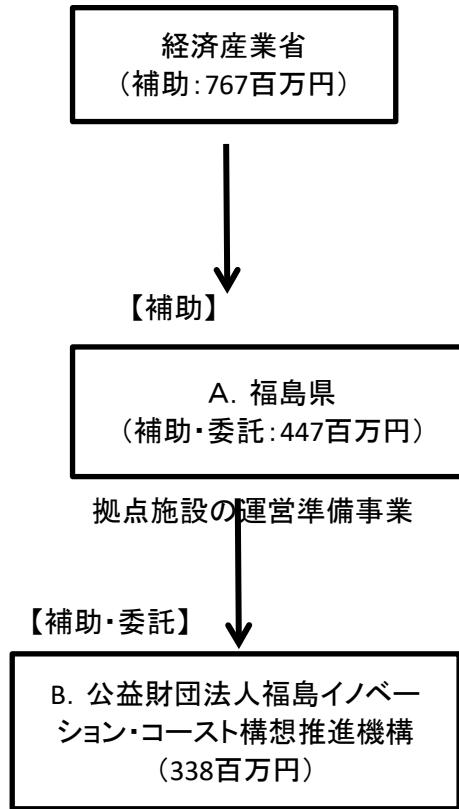 経済産業省
（補助：767百万円）
【補助】
A．福島県
（補助・委託：447百万円）
拠点施設の運営準備事業
【補助・委託】
B．公益財団法人福島イノベー
ション・コースト構想推進機構
（338百万円）